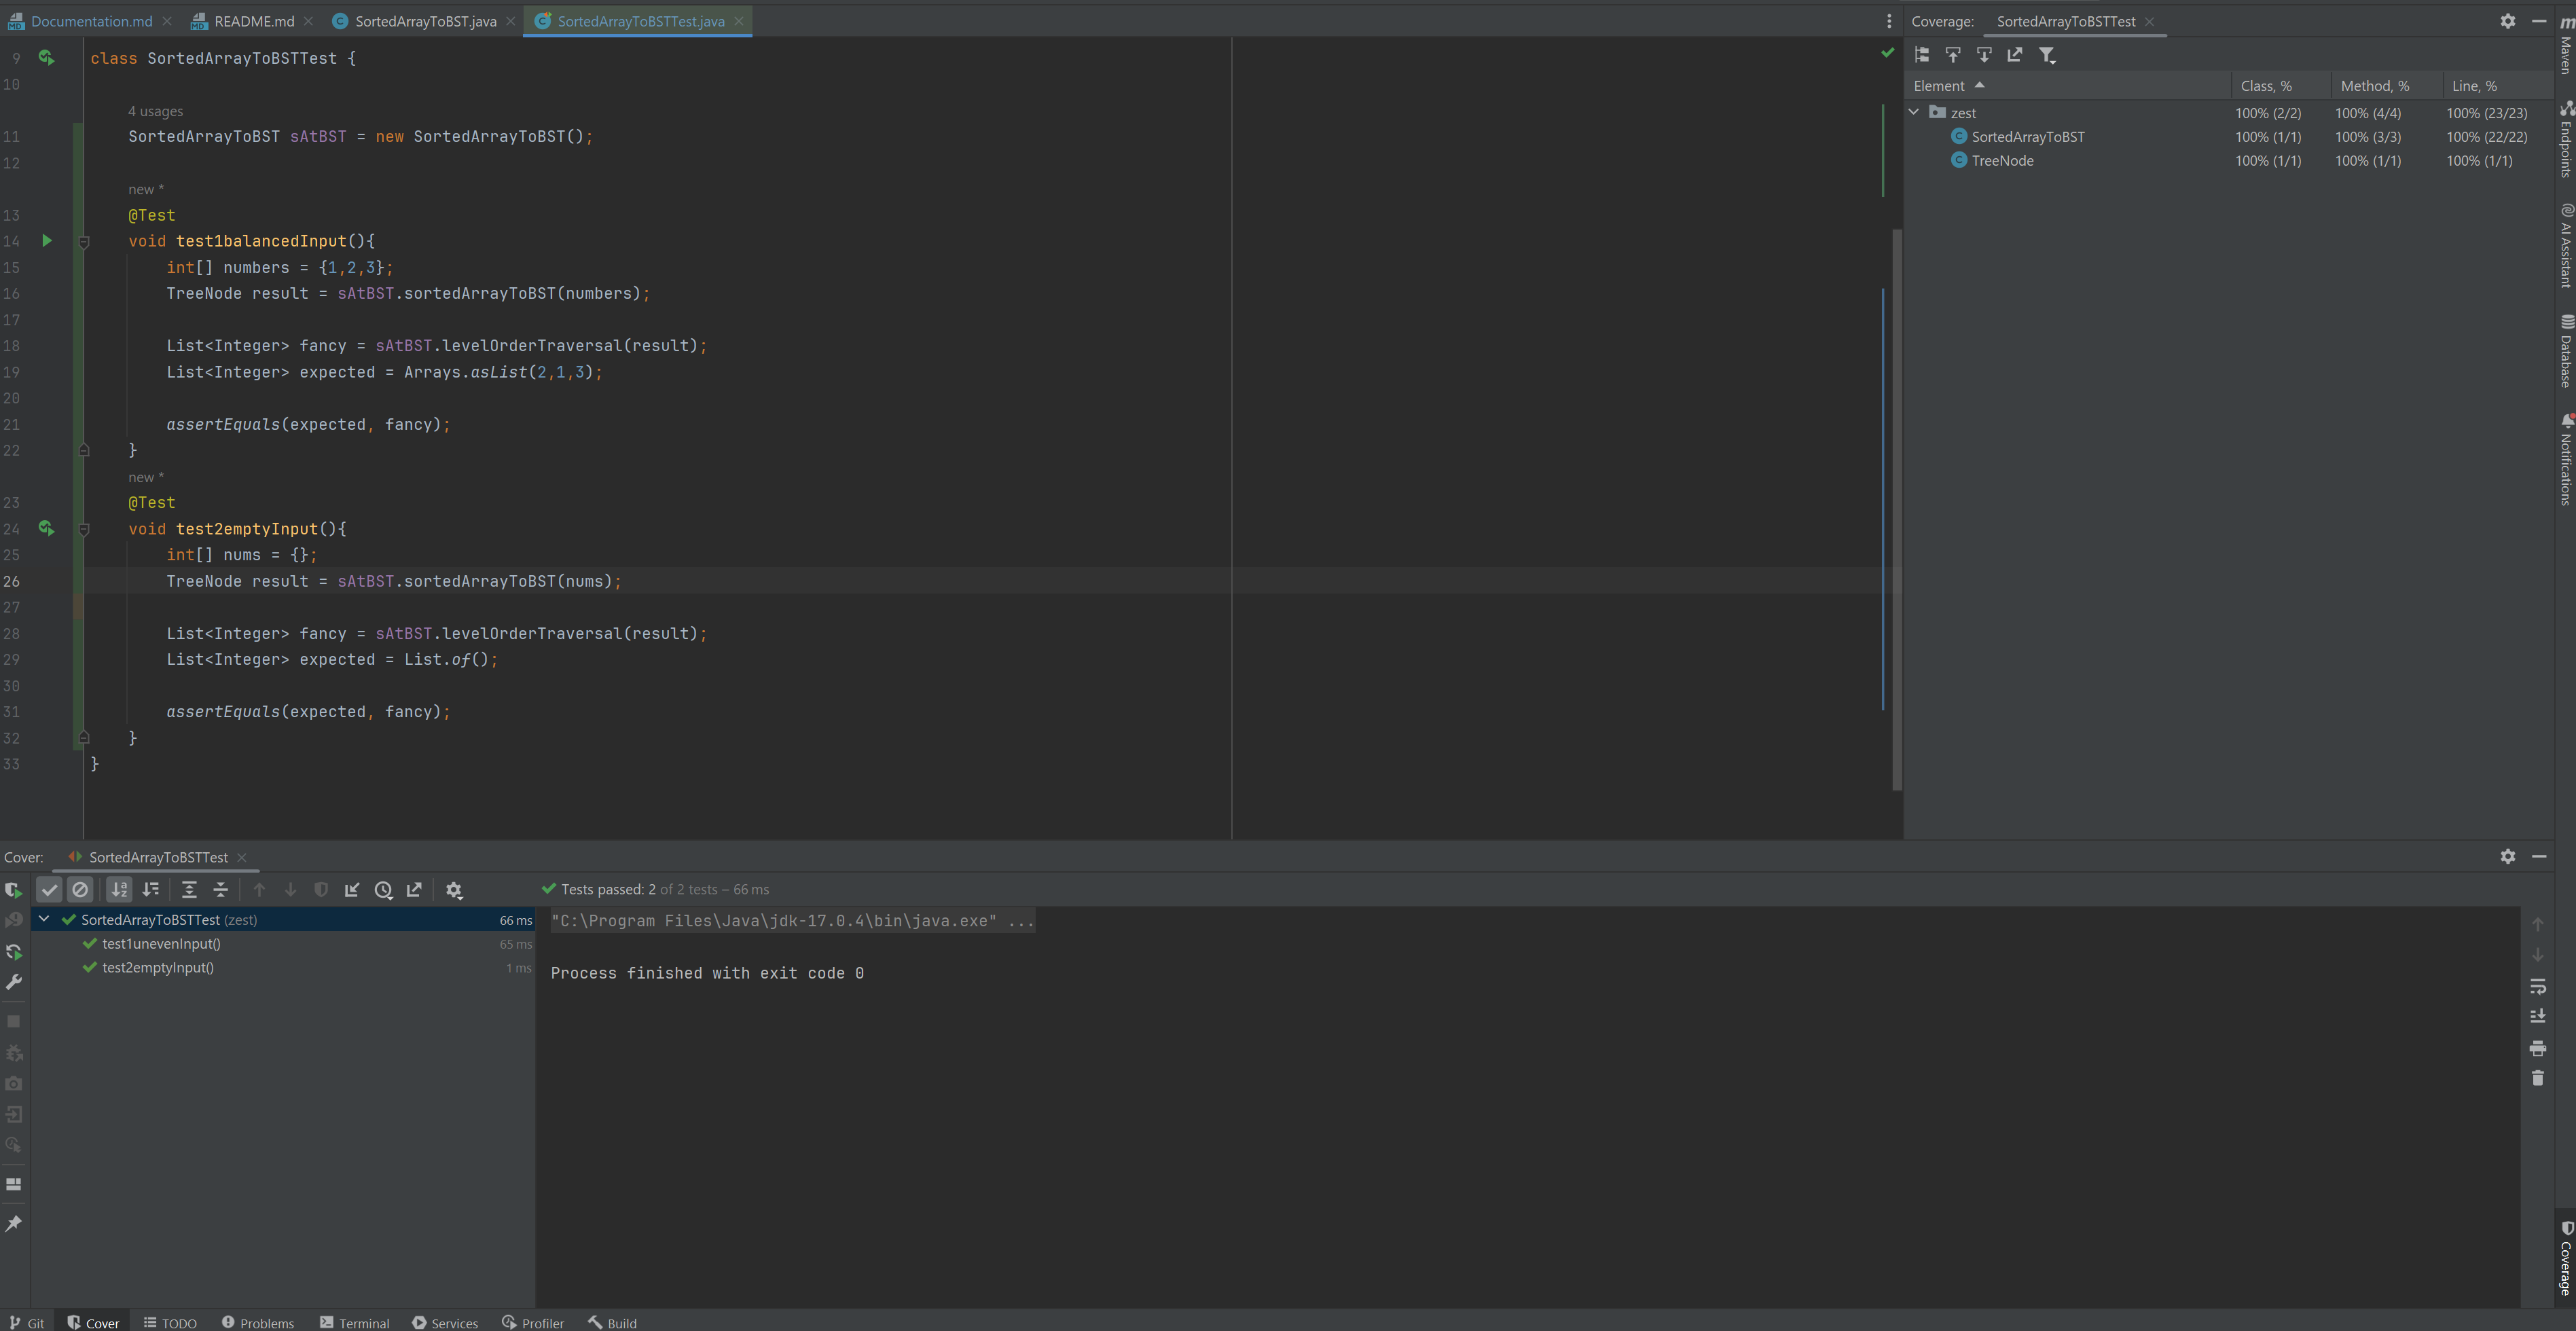 Documentation.md
README.md
SortedArrayToBST.java
SortedArrayToBSTTest.java
9 class SortedArrayToBSTTest {
10
4 usages
11 SortedArrayToBST sAtBST = new SortedArrayToBST();
12
new *
13 @Test
14 void test1balancedInput(){
15 int[] numbers = {1,2,3};
16 TreeNode result = sAtBST.sortedArrayToBST(numbers);
17
18 List<Integer> fancy = sAtBST.levelOrderTraversal(result);
19 List<Integer> expected = Arrays.asList(2,1,3);
20
21 assertEquals(expected, fancy);
22 }
new *
23 @Test
24 void test2emptyInput(){
25 int[] nums = {};
26 TreeNode result = sAtBST.sortedArrayToBST(nums);
27
28 List<Integer> fancy = sAtBST.levelOrderTraversal(result);
29 List<Integer> expected = List.of();
30
31 assertEquals(expected, fancy);
32 }
33 }
Coverage: SortedArrayToBSTTest
Element Class, % Method, % Line, %
zest 100% (2/2) 100% (4/4) 100% (23/23)
SortedArrayToBST 100% (1/1) 100% (3/3) 100% (22/22)
TreeNode 100% (1/1) 100% (1/1) 100% (1/1)
m
Maven
Endpoints
AI Assistant
Database
Notifications
Coverage
Cover: SortedArrayToBSTTest
Tests passed: 2 of 2 tests – 66 ms
SortedArrayToBSTTest (zest) 66 ms
test1unevenInput() 65 ms
test2emptyInput() 1 ms
"C:\Program Files\Java\jdk-17.0.4\bin\java.exe" ...
Process finished with exit code 0
Git
Cover
TODO
Problems
Terminal
Services
Profiler
Build